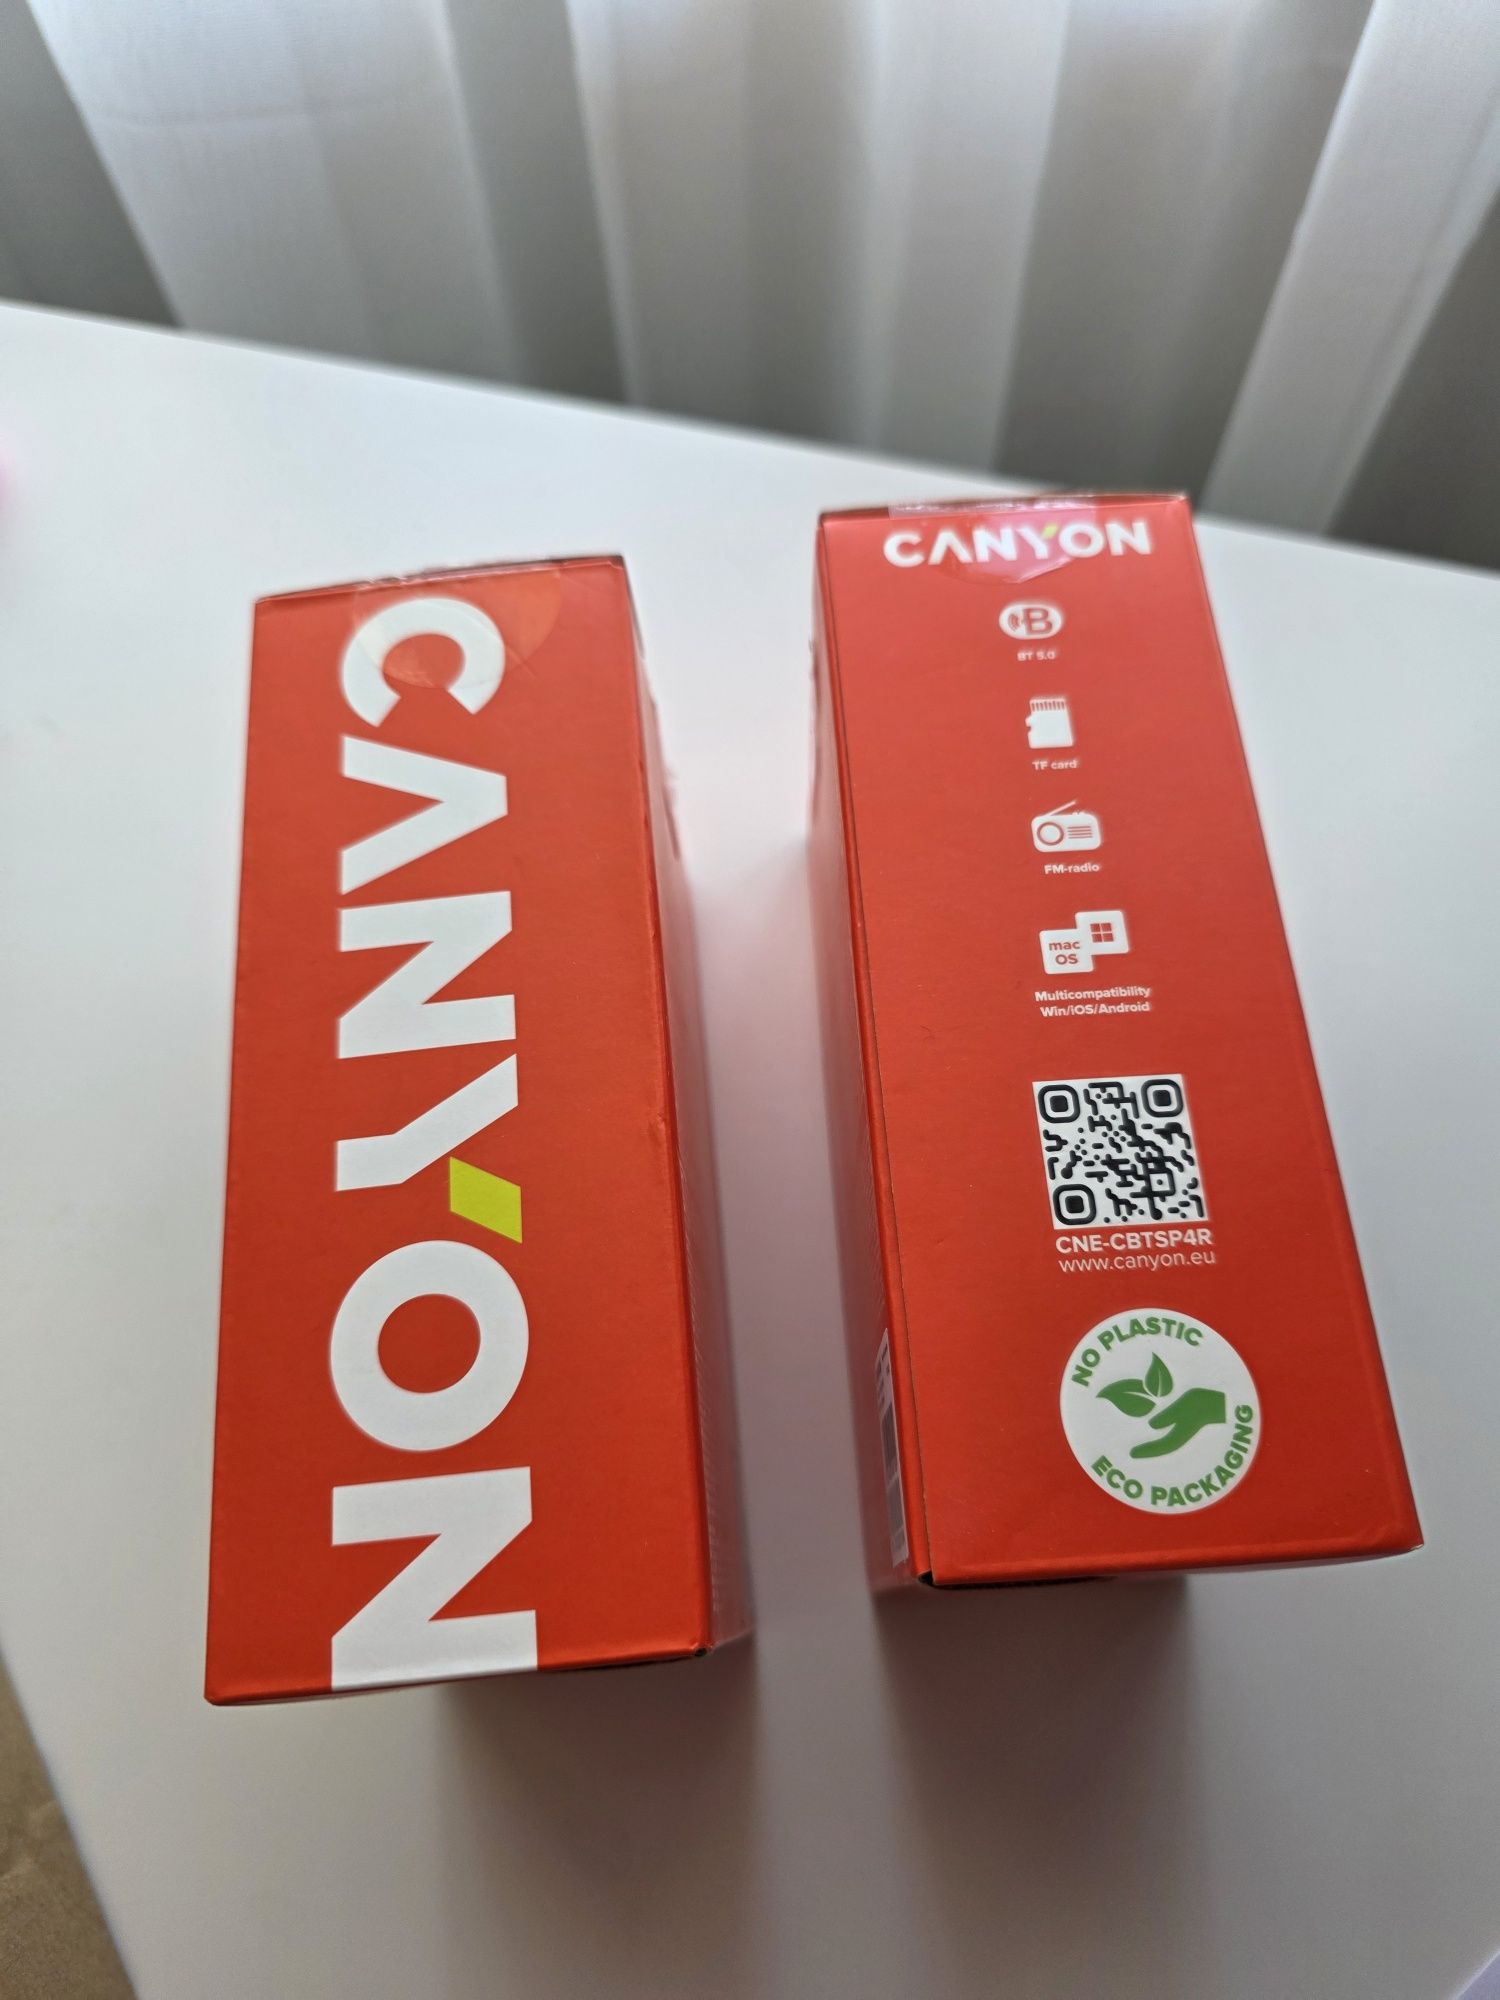 CANYON
CANYON
BT 5.0
TF card
FM-radio
mac
OS
Multicompatibility
Win/iOS/Android
CNE-CBTSP4R
www.canyon.eu
NO PLASTIC
ECO PACKAGING